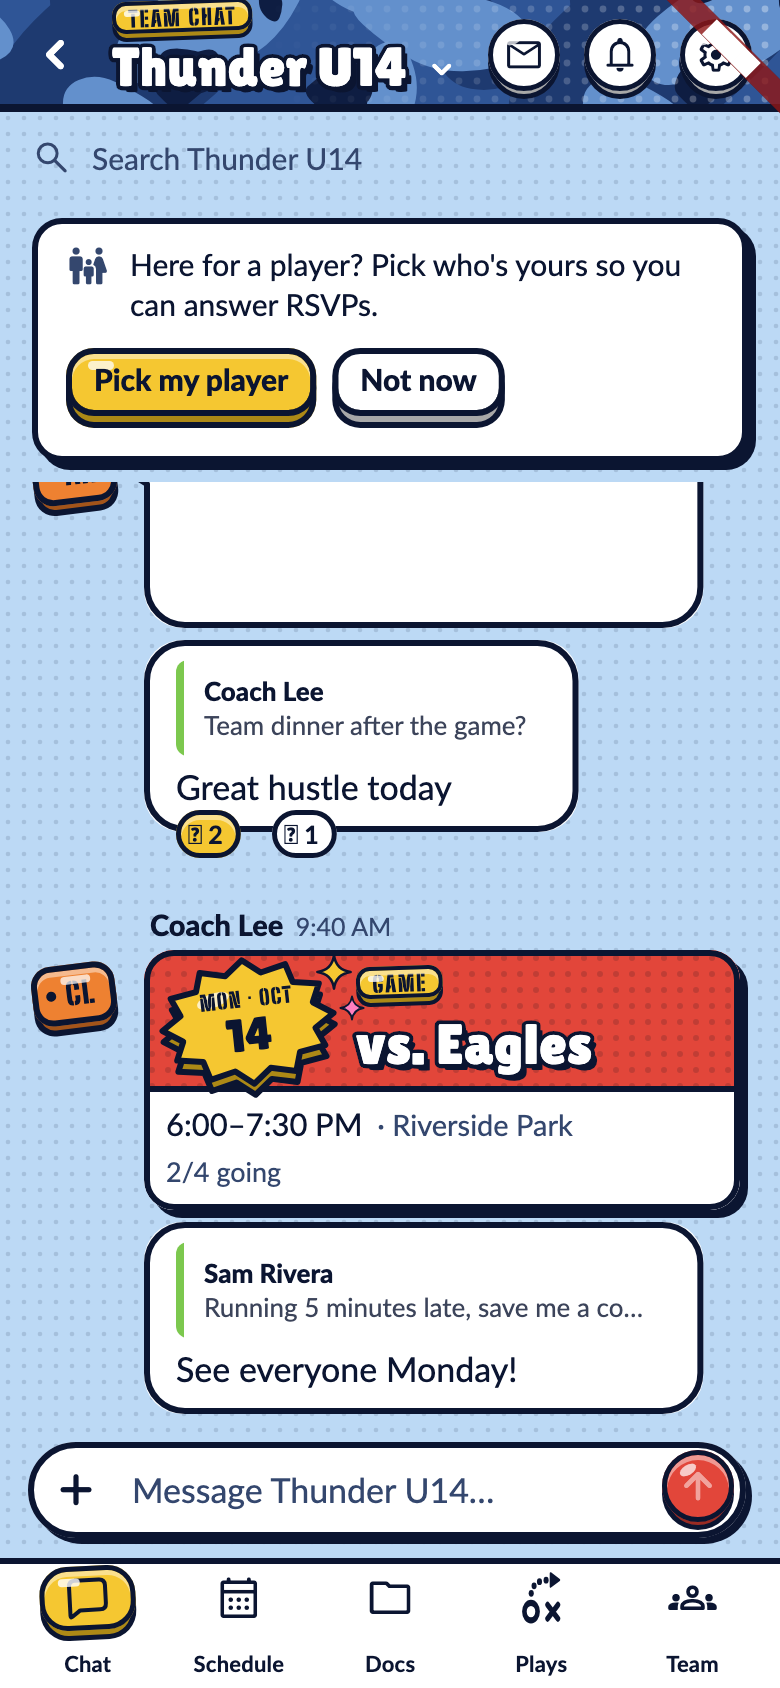 TEAM CHAT
Thunder U14
Search Thunder U14
Here for a player? Pick who's yours so you
can answer RSVPs.
Pick my player
Not now
Coach Lee
Team dinner after the game?
Great hustle today
2
1
Coach Lee 9:40 AM
CL
MON · OCT
14
GAME
vs. Eagles
6:00–7:30 PM · Riverside Park
2/4 going
Sam Rivera
Running 5 minutes late, save me a co...
See everyone Monday!
Message Thunder U14...
Chat
Schedule
Docs
Plays
Team